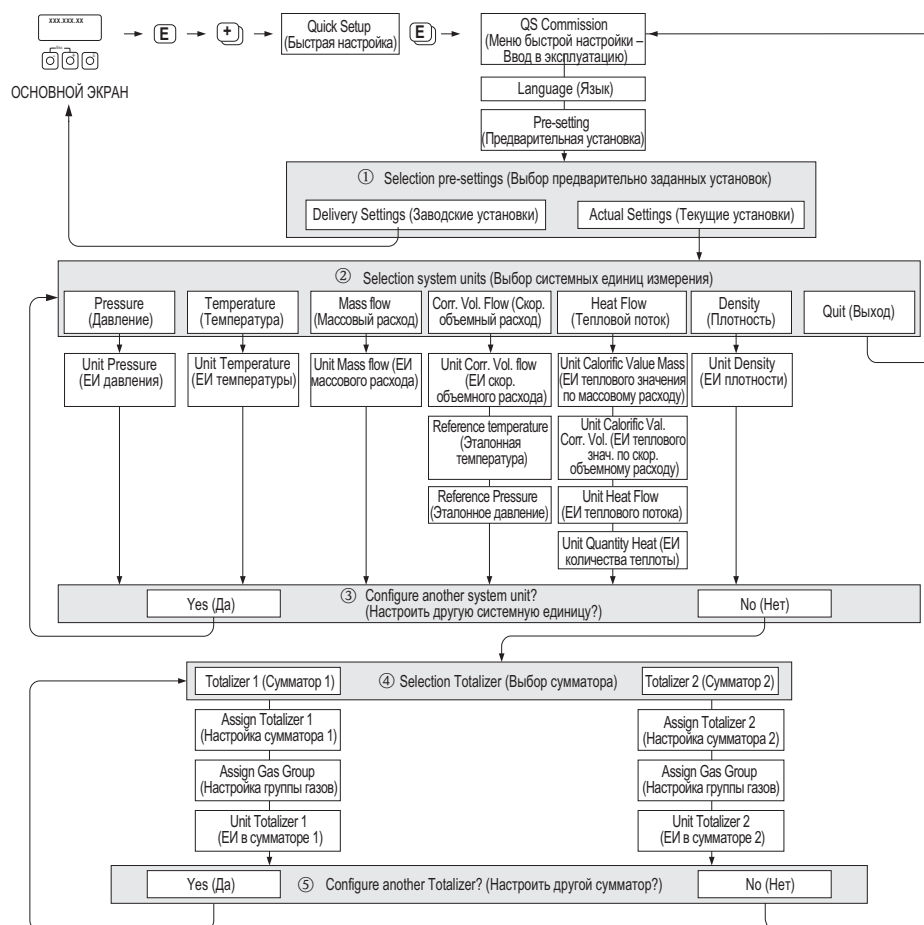 xxx.xxx.xx
Esc
- + E
E
+
Quick Setup
(Быстрая настройка)
E
QS Commission
(Меню быстрой настройки –
Ввод в эксплуатацию)
ОСНОВНОЙ ЭКРАН
Language (Язык)
Pre-setting
(Предварительная установка)
① Selection pre-settings (Выбор предварительно заданных установок)
Delivery Settings (Заводские установки)
Actual Settings (Текущие установки)
② Selection system units (Выбор системных единиц измерения)
Pressure
(Давление)
Temperature
(Температура)
Mass flow
(Массовый расход)
Corr. Vol. Flow (Скор.
объемный расход)
Heat Flow
(Тепловой поток)
Density
(Плотность)
Quit (Выход)
Unit Pressure
(ЕИ давления)
Unit Temperature
(ЕИ температуры)
Unit Mass flow (ЕИ
массового расхода)
Unit Corr. Vol. flow
(ЕИ скор.
объемного расхода)
Unit Calorific Value Mass
(ЕИ теплового значения
по массовому расходу)
Unit Density
(ЕИ плотности)
Reference temperature
(Эталонная
температура)
Unit Calorific Val.
Corr. Vol. (ЕИ теплового
знач. по скор.
объемному расходу)
Reference Pressure
(Эталонное давление)
Unit Heat Flow
(ЕИ теплового потока)
Unit Quantity Heat (ЕИ
количества теплоты)
Yes (Да)
③ Configure another system unit?
(Настроить другую системную единицу?)
No (Нет)
Totalizer 1 (Сумматор 1)
④ Selection Totalizer (Выбор сумматора)
Totalizer 2 (Сумматор 2)
Assign Totalizer 1
(Настройка сумматора 1)
Assign Totalizer 2
(Настройка сумматора 2)
Assign Gas Group
(Настройка группы газов)
Assign Gas Group
(Настройка группы газов)
Unit Totalizer 1
(ЕИ в сумматоре 1)
Unit Totalizer 2
(ЕИ в сумматоре 2)
Yes (Да)
⑤ Configure another Totalizer? (Настроить другой сумматор?)
No (Нет)